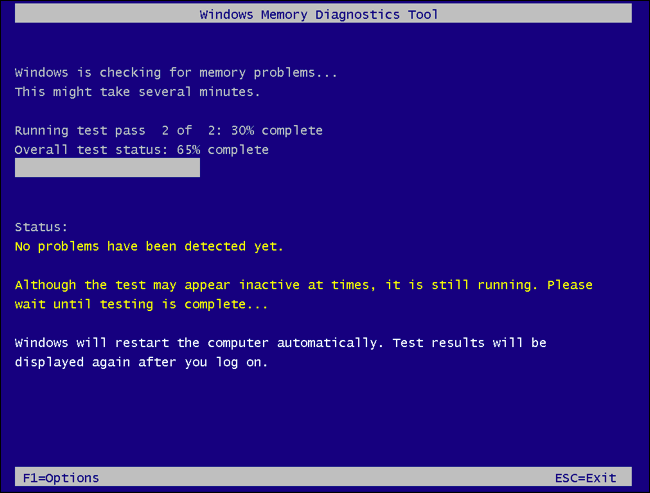 Windows Memory Diagnostics Tool
Windows is checking for memory problems...
This might take several minutes.
Running test pass  2 of  2: 30% complete
Overall test status: 65% complete
Status:
No problems have been detected yet.
Although the test may appear inactive at times, it is still running. Please
wait until testing is complete...
Windows will restart the computer automatically. Test results will be
displayed again after you log on.
F1=Options ESC=Exit